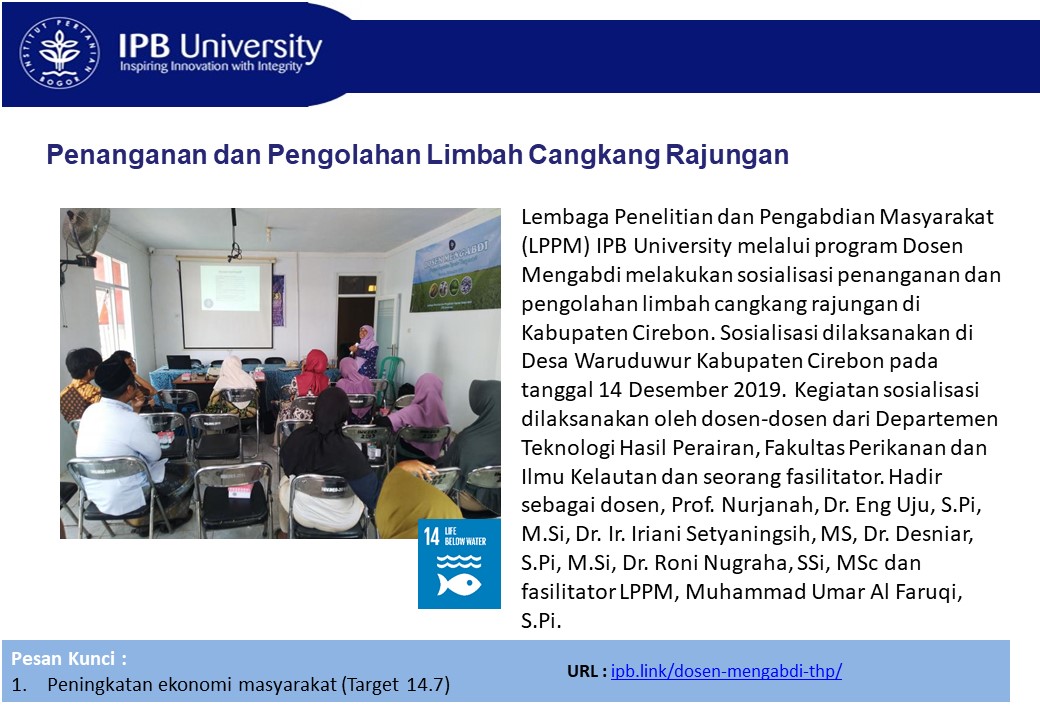 INSTITUT PERTANIAN BOGOR
IPB University
Inspiring Innovation with Integrity
Penanganan dan Pengolahan Limbah Cangkang Rajungan
DOSEN MENGABDI
14 LIFE
BELOW WATER
Lembaga Penelitian dan Pengabdian Masyarakat
(LPPM) IPB University melalui program Dosen
Mengabdi melakukan sosialisasi penanganan dan
pengolahan limbah cangkang rajungan di
Kabupaten Cirebon. Sosialisasi dilaksanakan di
Desa Waruduwur Kabupaten Cirebon pada
tanggal 14 Desember 2019. Kegiatan sosialisasi
dilaksanakan oleh dosen-dosen dari Departemen
Teknologi Hasil Perairan, Fakultas Perikanan dan
Ilmu Kelautan dan seorang fasilitator. Hadir
sebagai dosen, Prof. Nurjanah, Dr. Eng Uju, S.Pi,
M.Si, Dr. Ir. Iriani Setyaningsih, MS, Dr. Desniar,
S.Pi, M.Si, Dr. Roni Nugraha, SSi, MSc dan
fasilitator LPPM, Muhammad Umar Al Faruqi,
S.Pi.
Pesan Kunci :
1. Peningkatan ekonomi masyarakat (Target 14.7)
URL : ipb.link/dosen-mengabdi-thp/